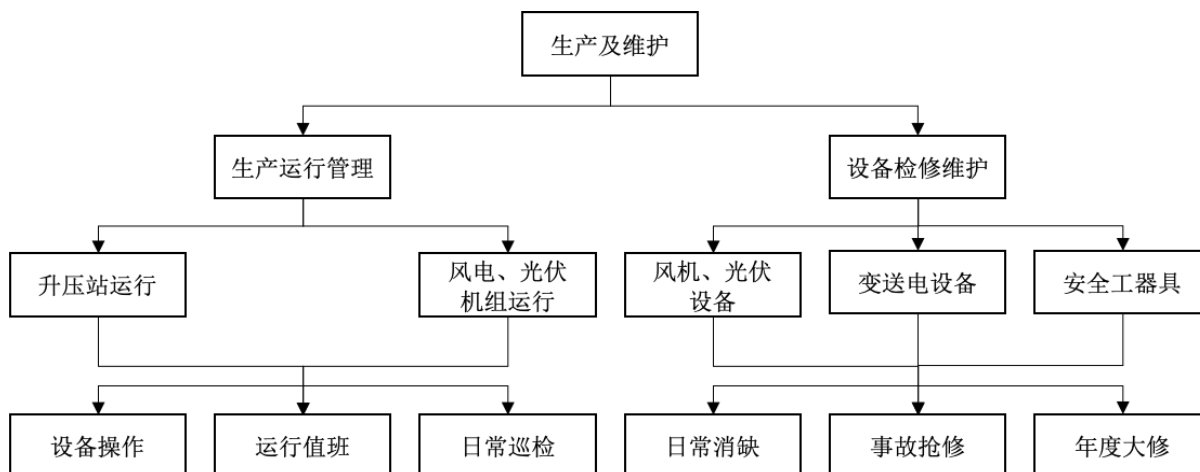 生产及维护
生产运行管理
设备检修维护
升压站运行
风电、光伏
机组运行
风机、光伏
设备
变送电设备
安全工器具
设备操作
运行值班
日常巡检
日常消缺
事故抢修
年度大修